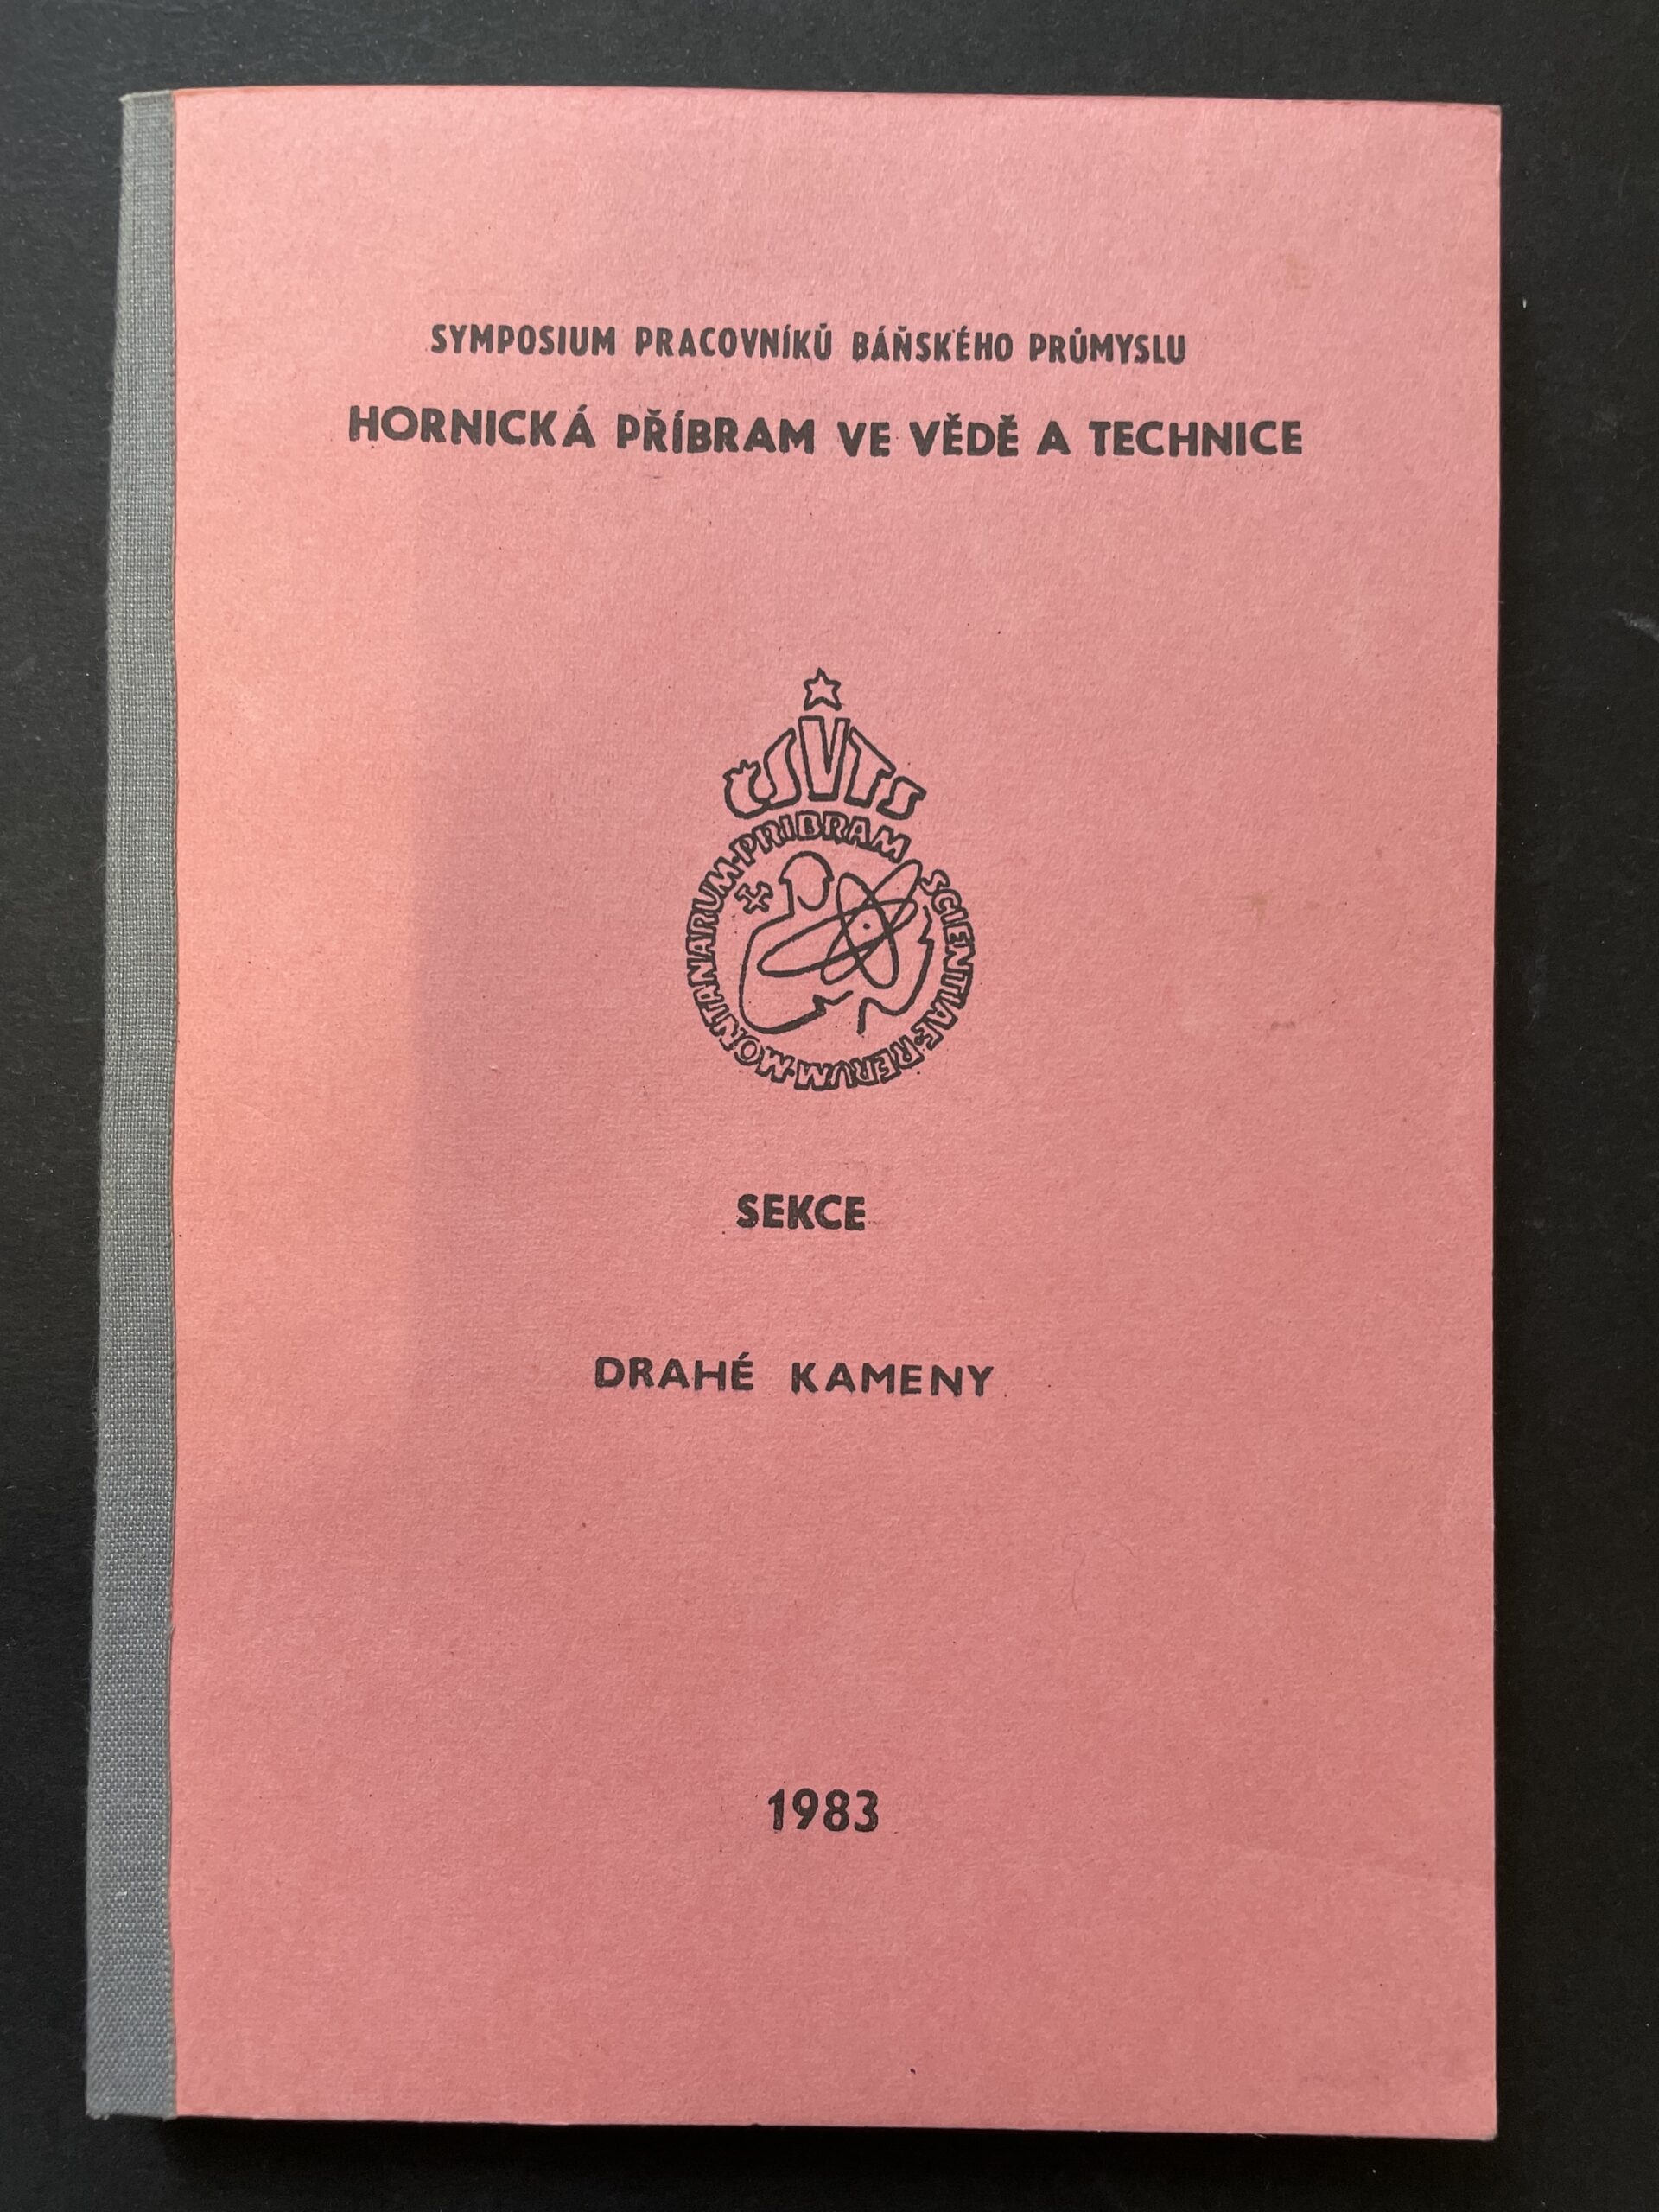 SYMPOSIUM PRACOVNÍKŮ BÁŇSKÉHO PRŮMYSLU
HORNICKÁ PŘÍBRAM VE VĚDĚ A TECHNICE
ČSVTS
PRIBRAM SCIENTIAE·RERUM·MONTANARUM·
SEKCE
DRAHÉ KAMENY
1983